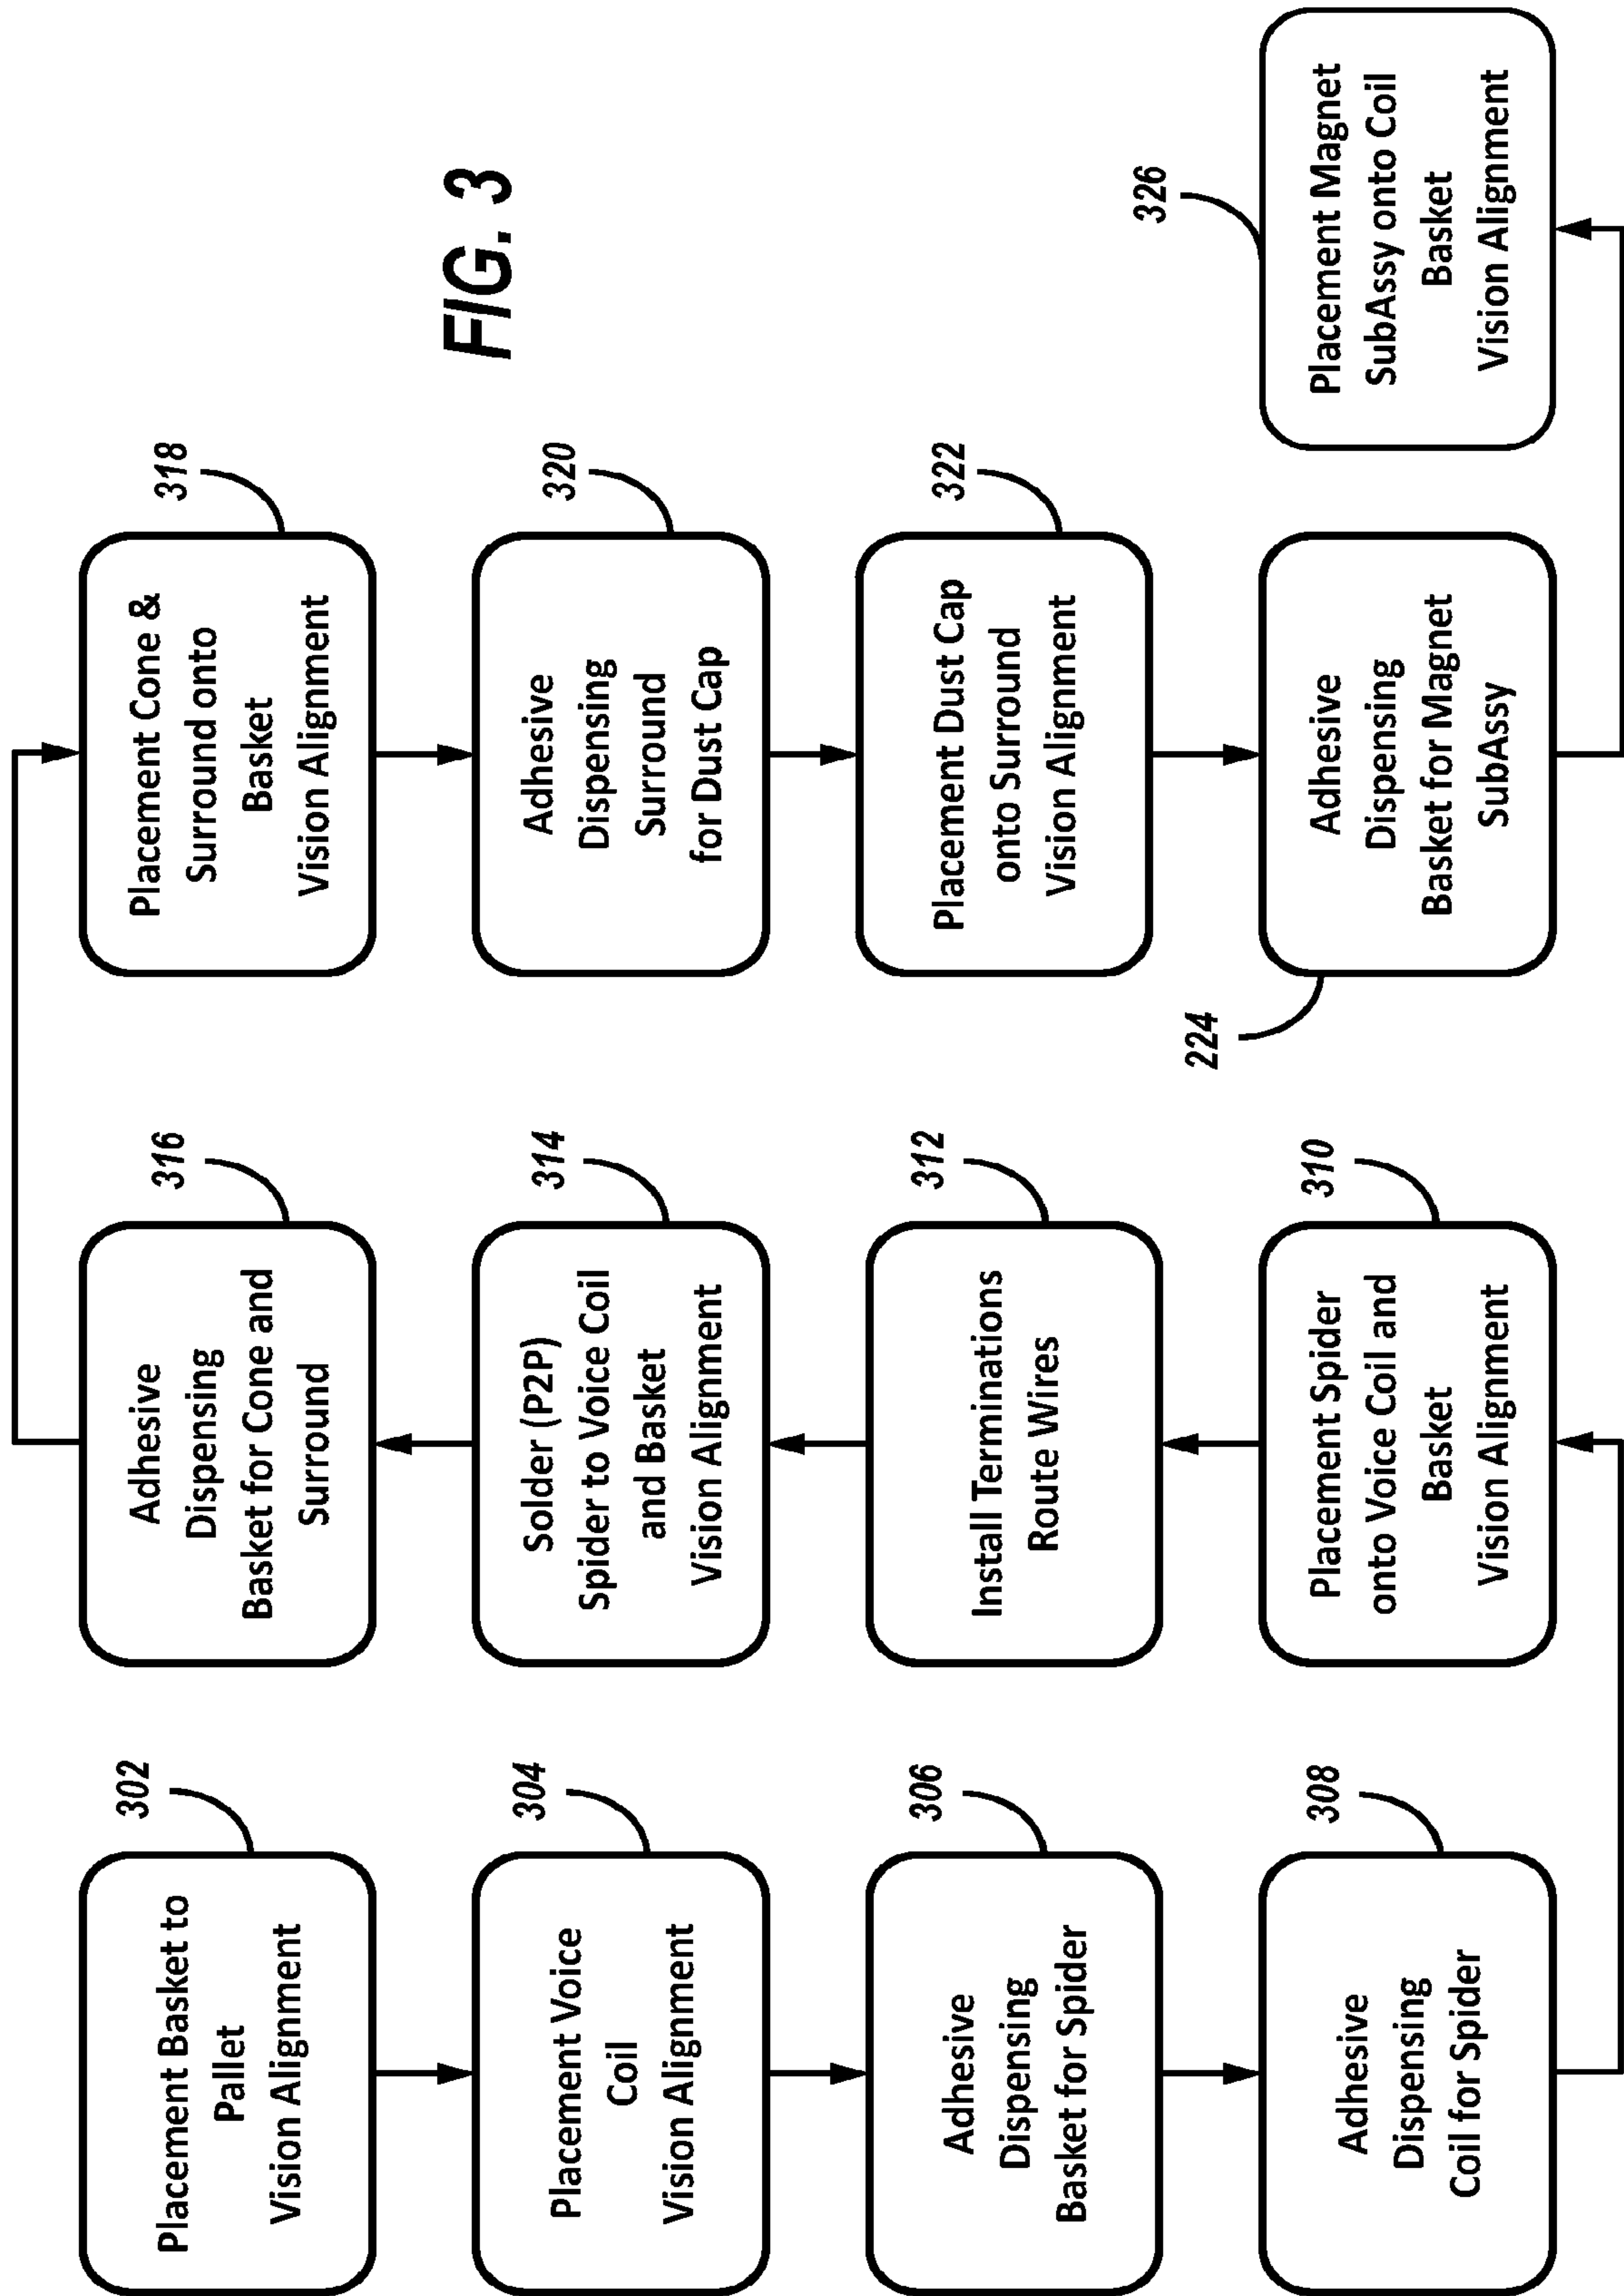 302
Placement Basket to
Pallet
Vision Alignment
304
Placement Voice
Coil
Vision Alignment
306
Adhesive
Dispensing
Basket for Spider
308
Adhesive
Dispensing
Coil for Spider
310
Placement Spider
onto Voice Coil and
Basket
Vision Alignment
312
Install Terminations
Route Wires
314
Solder (P2P)
Spider to Voice Coil
and Basket
Vision Alignment
316
Adhesive
Dispensing
Basket for Cone and
Surround
318
Placement Cone &
Surround onto
Basket
Vision Alignment
320
Adhesive
Dispensing
Surround
for Dust Cap
322
Placement Dust Cap
onto Surround
Vision Alignment
224
Adhesive
Dispensing
Basket for Magnet
SubAssy
326
Placement Magnet
SubAssy onto Coil
Basket
Vision Alignment
FIG. 3